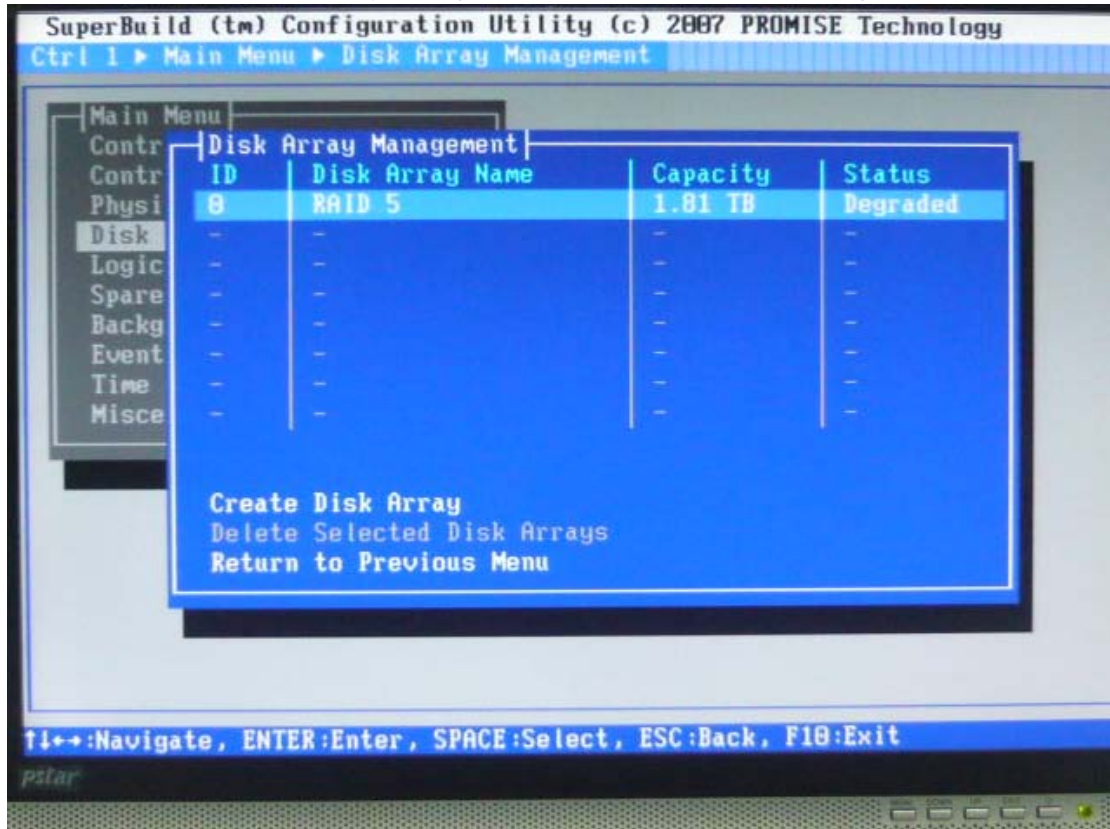 SuperBuild (tm) Configuration Utility (c) 2007 PROMISE Technology
Ctrl 1 ► Main Menu ► Disk Array Management
Main Menu
Contr
Contr
Physi
Disk
Logic
Spare
Backg
Event
Time
Misce
Disk Array Management
ID Disk Array Name Capacity Status
0 RAID 5 1.81 TB Degraded
- - - -
- - - -
- - - -
- - - -
- - - -
- - - -
- - - -
Create Disk Array
Delete Selected Disk Arrays
Return to Previous Menu
↑↓←→:Navigate, ENTER:Enter, SPACE:Select, ESC:Back, F10:Exit
pstar